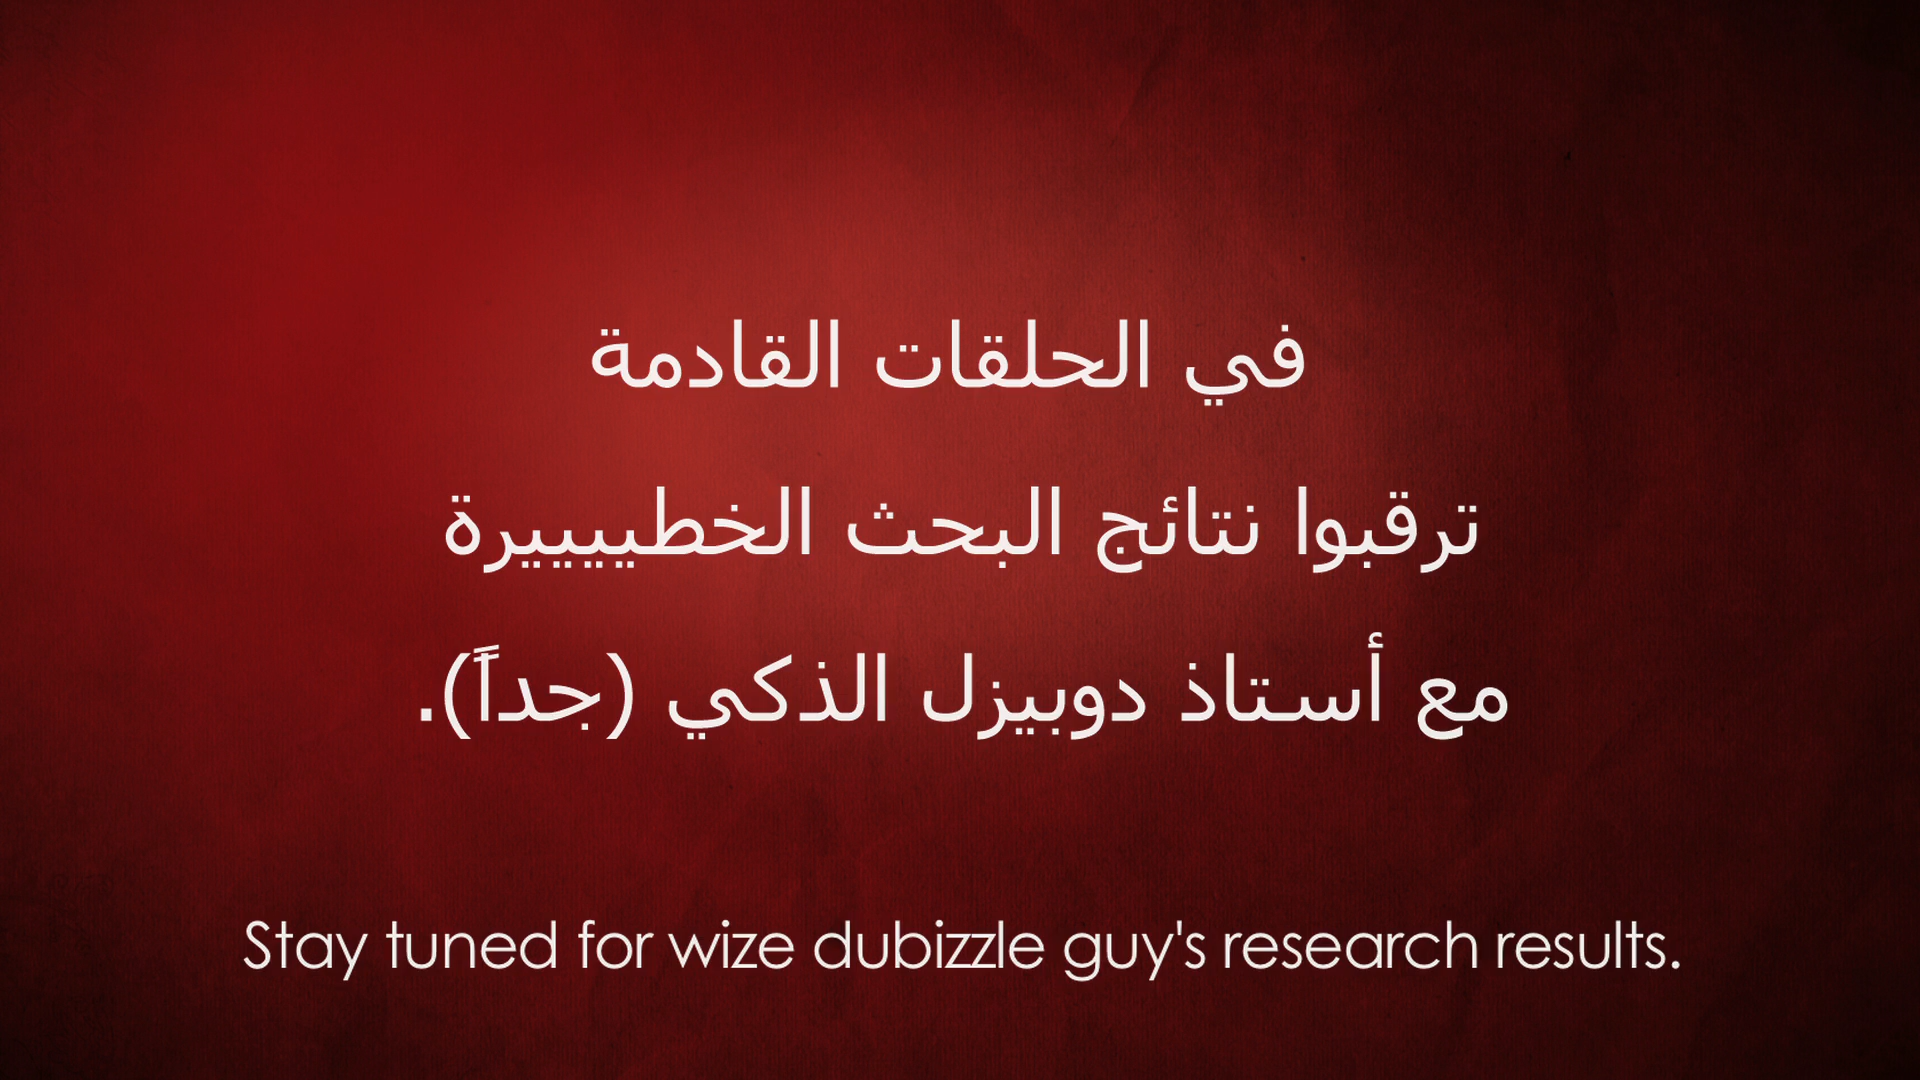 في الحلقات القادمة
ترقبوا نتائج البحث الخطيييييرة
مع أستاذ دوبيزل الذكي (جداً).
Stay tuned for wize dubizzle guy's research results.